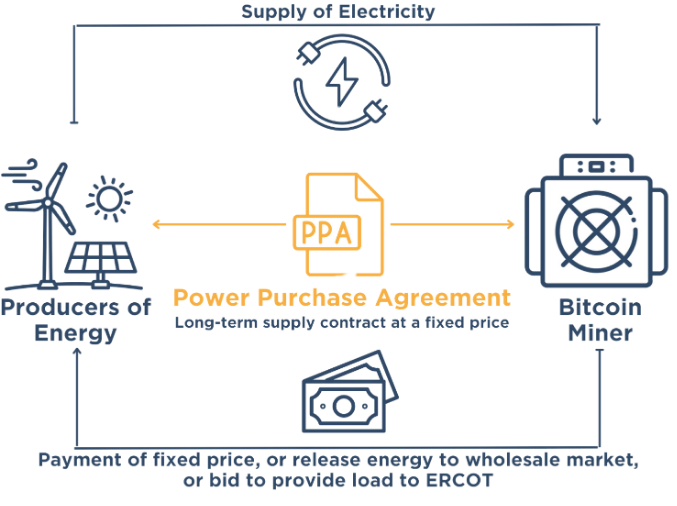 Supply of Electricity
PPA
Power Purchase Agreement
Long-term supply contract at a fixed price
Producers of
Energy
Bitcoin
Miner
Payment of fixed price, or release energy to wholesale market,
or bid to provide load to ERCOT